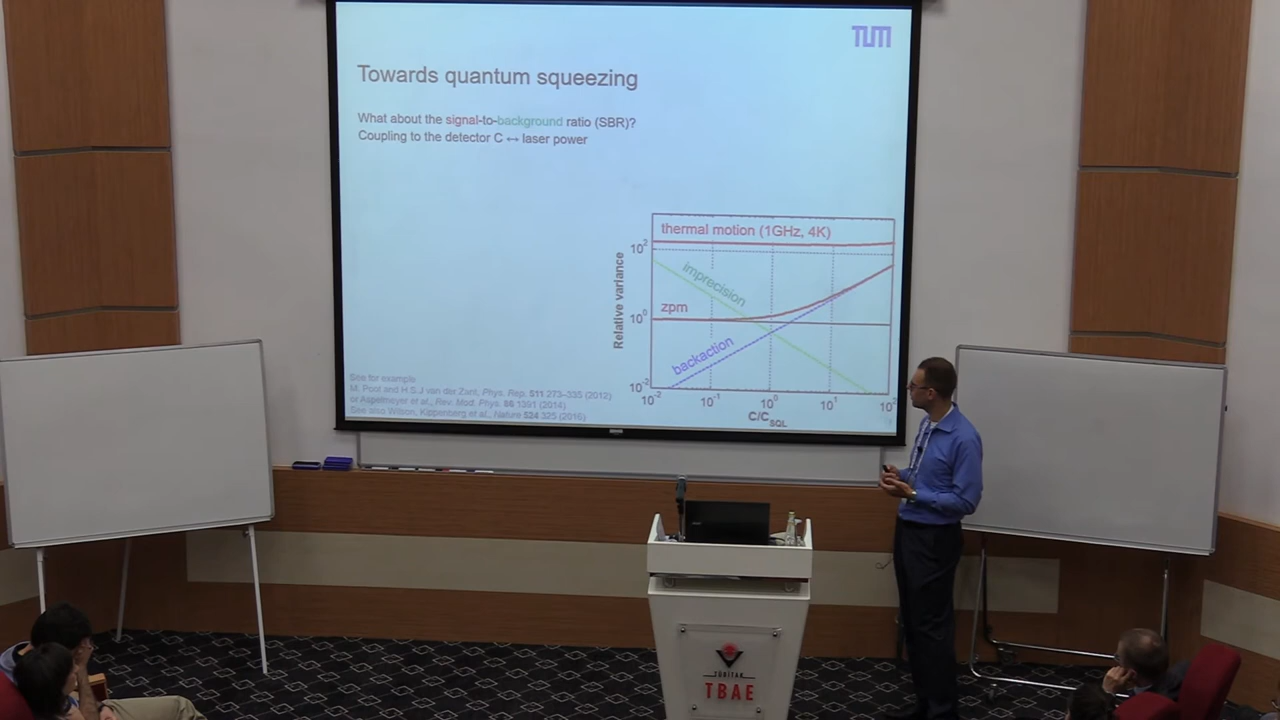 TUM
Towards quantum squeezing
What about the signal-to-background ratio (SBR)?
Coupling to the detector C ↔ laser power
thermal motion (1GHz, 4K)
imprecision
zpm
backaction
Relative variance
10²
10⁰
10⁻²
10⁻² 10⁻¹ 10⁰ 10¹ 10²
C/C_SQL
See for example
M. Poot and H.S.J van der Zant, Phys. Rep. 511 273–335 (2012)
or Aspelmeyer et al., Rev. Mod. Phys. 86 1391 (2014)
See also Wilson, Kippenberg et al., Nature 524 325 (2015)
TÜBİTAK
TBAE